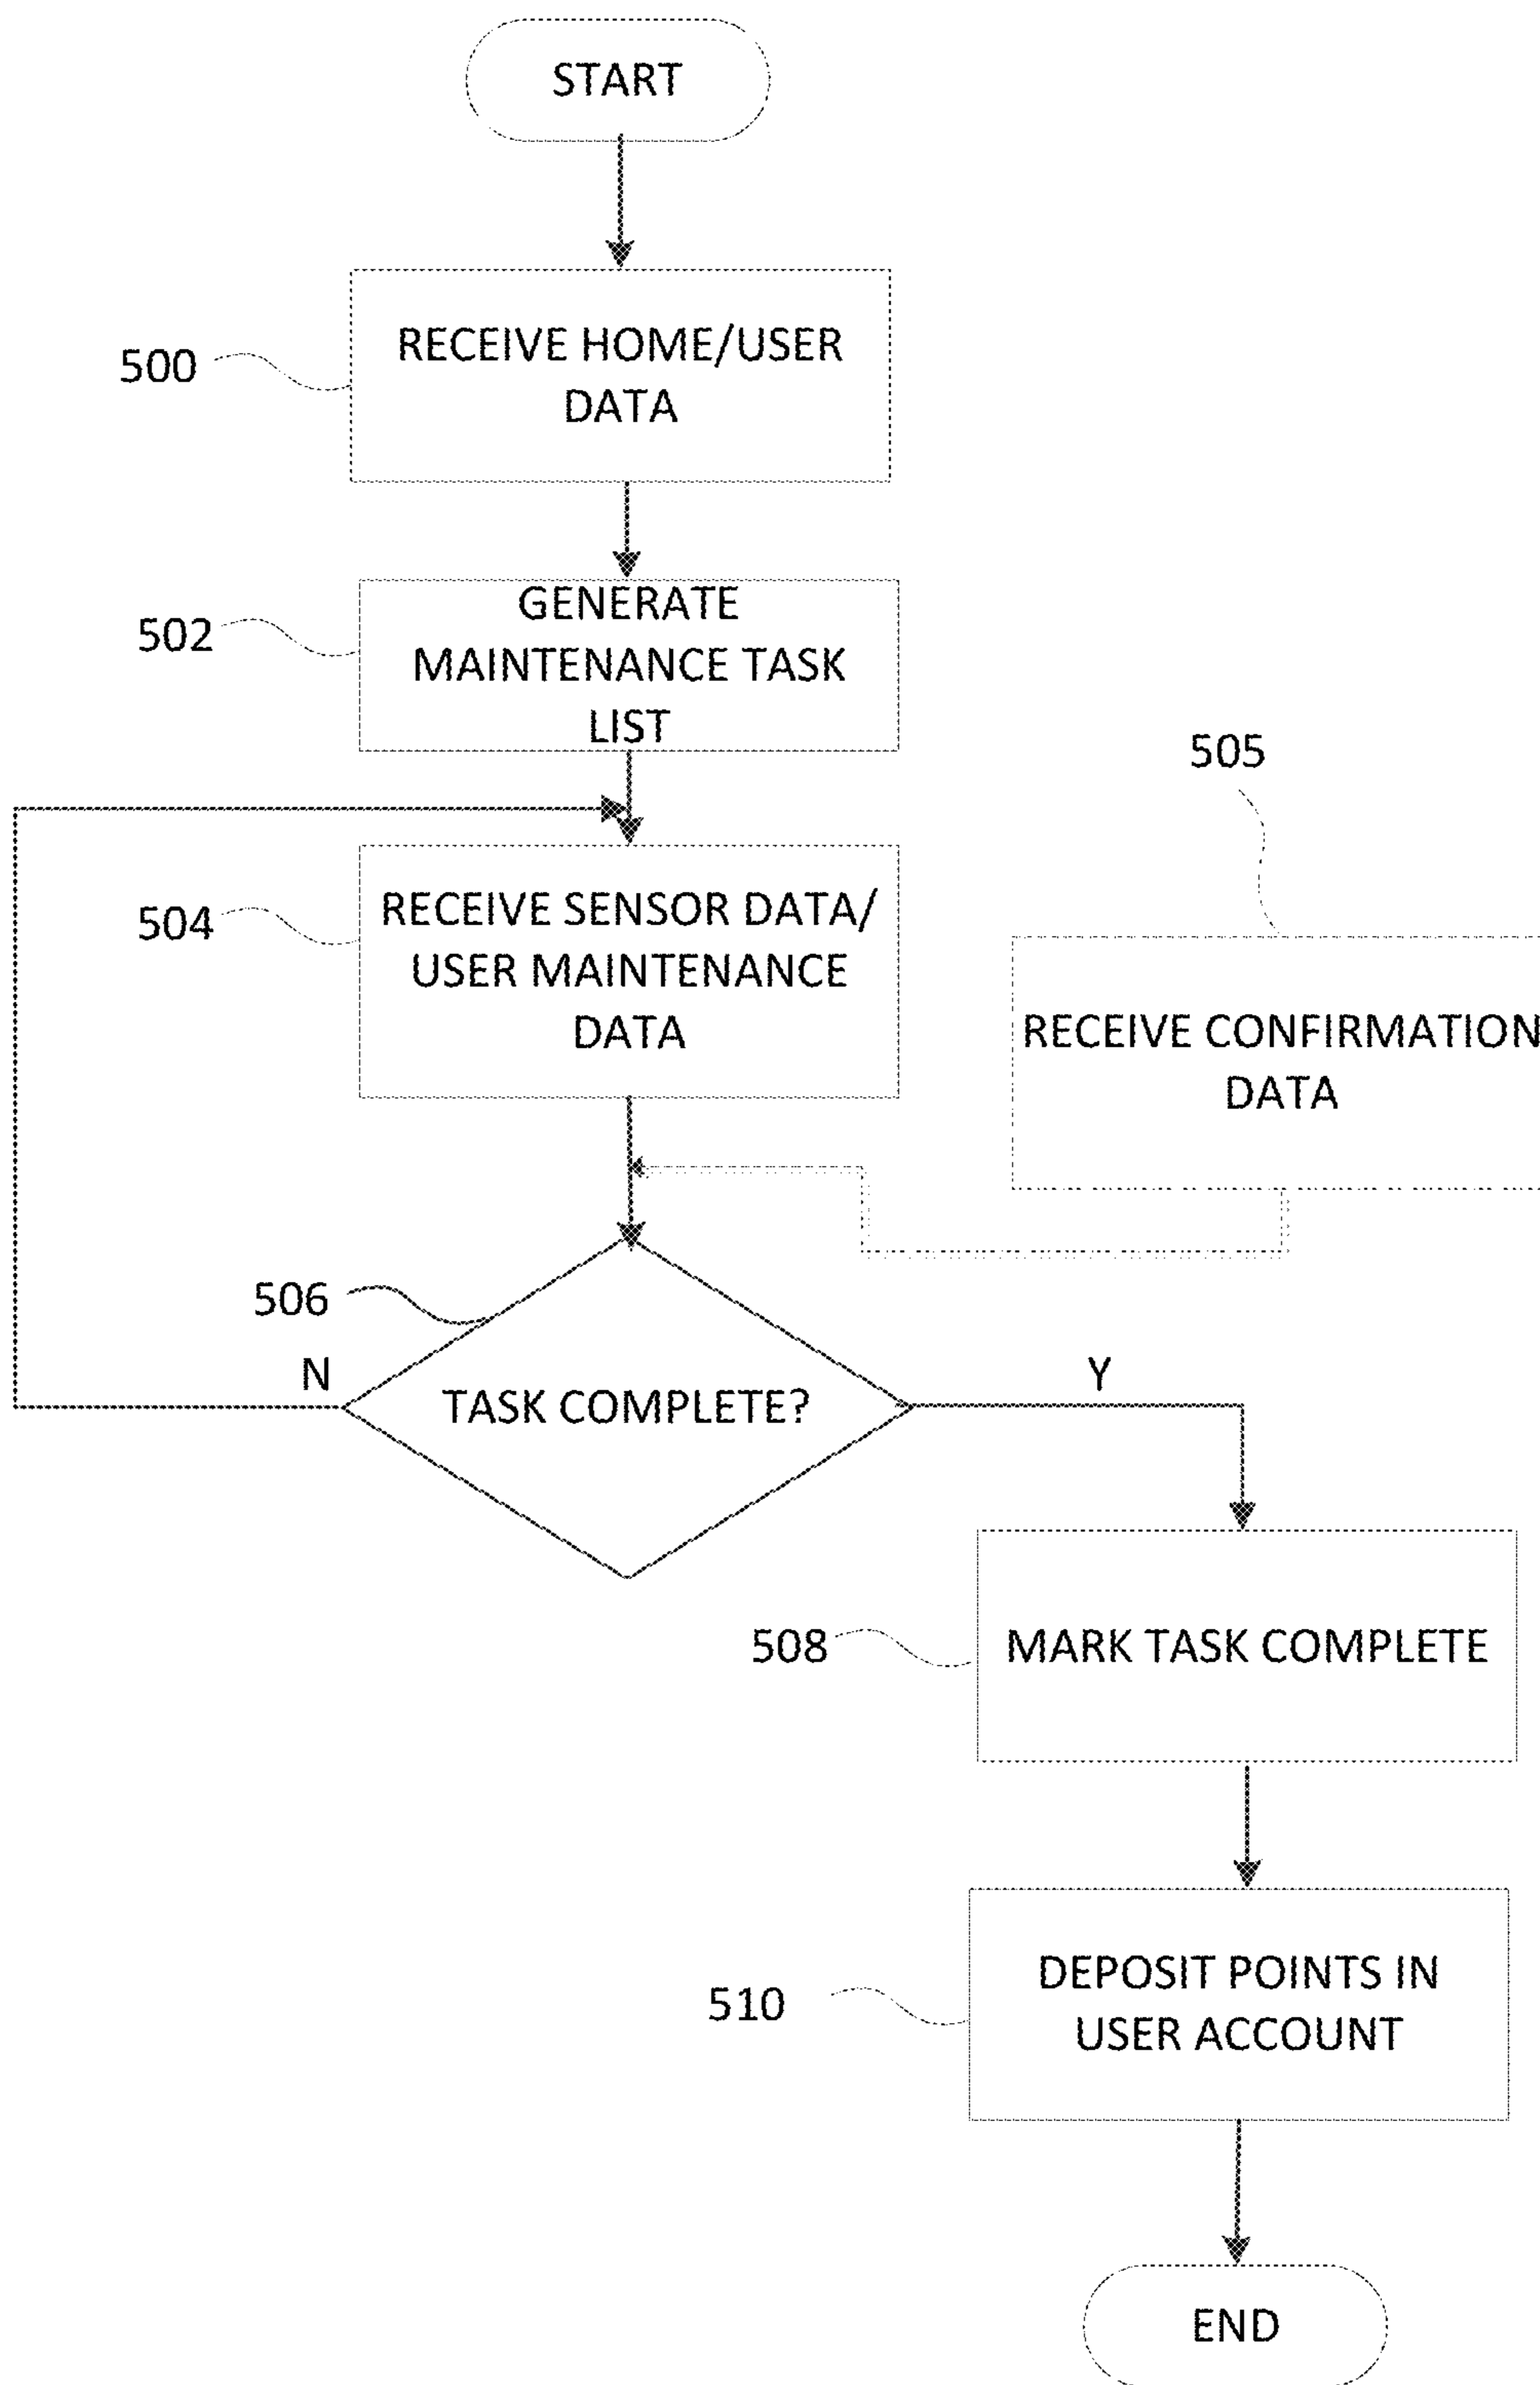 START
500
RECEIVE HOME/USER
DATA
502
GENERATE
MAINTENANCE TASK
LIST
504
RECEIVE SENSOR DATA/
USER MAINTENANCE
DATA
505
RECEIVE CONFIRMATION
DATA
506
N
TASK COMPLETE?
Y
508
MARK TASK COMPLETE
510
DEPOSIT POINTS IN
USER ACCOUNT
END